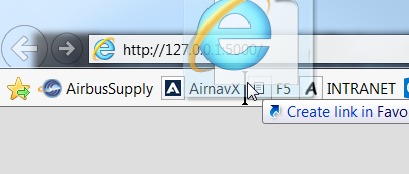 http://127.0.0.1:5000/
AirbusSupply AirnavX F5 INTRANET
Create link in Favo